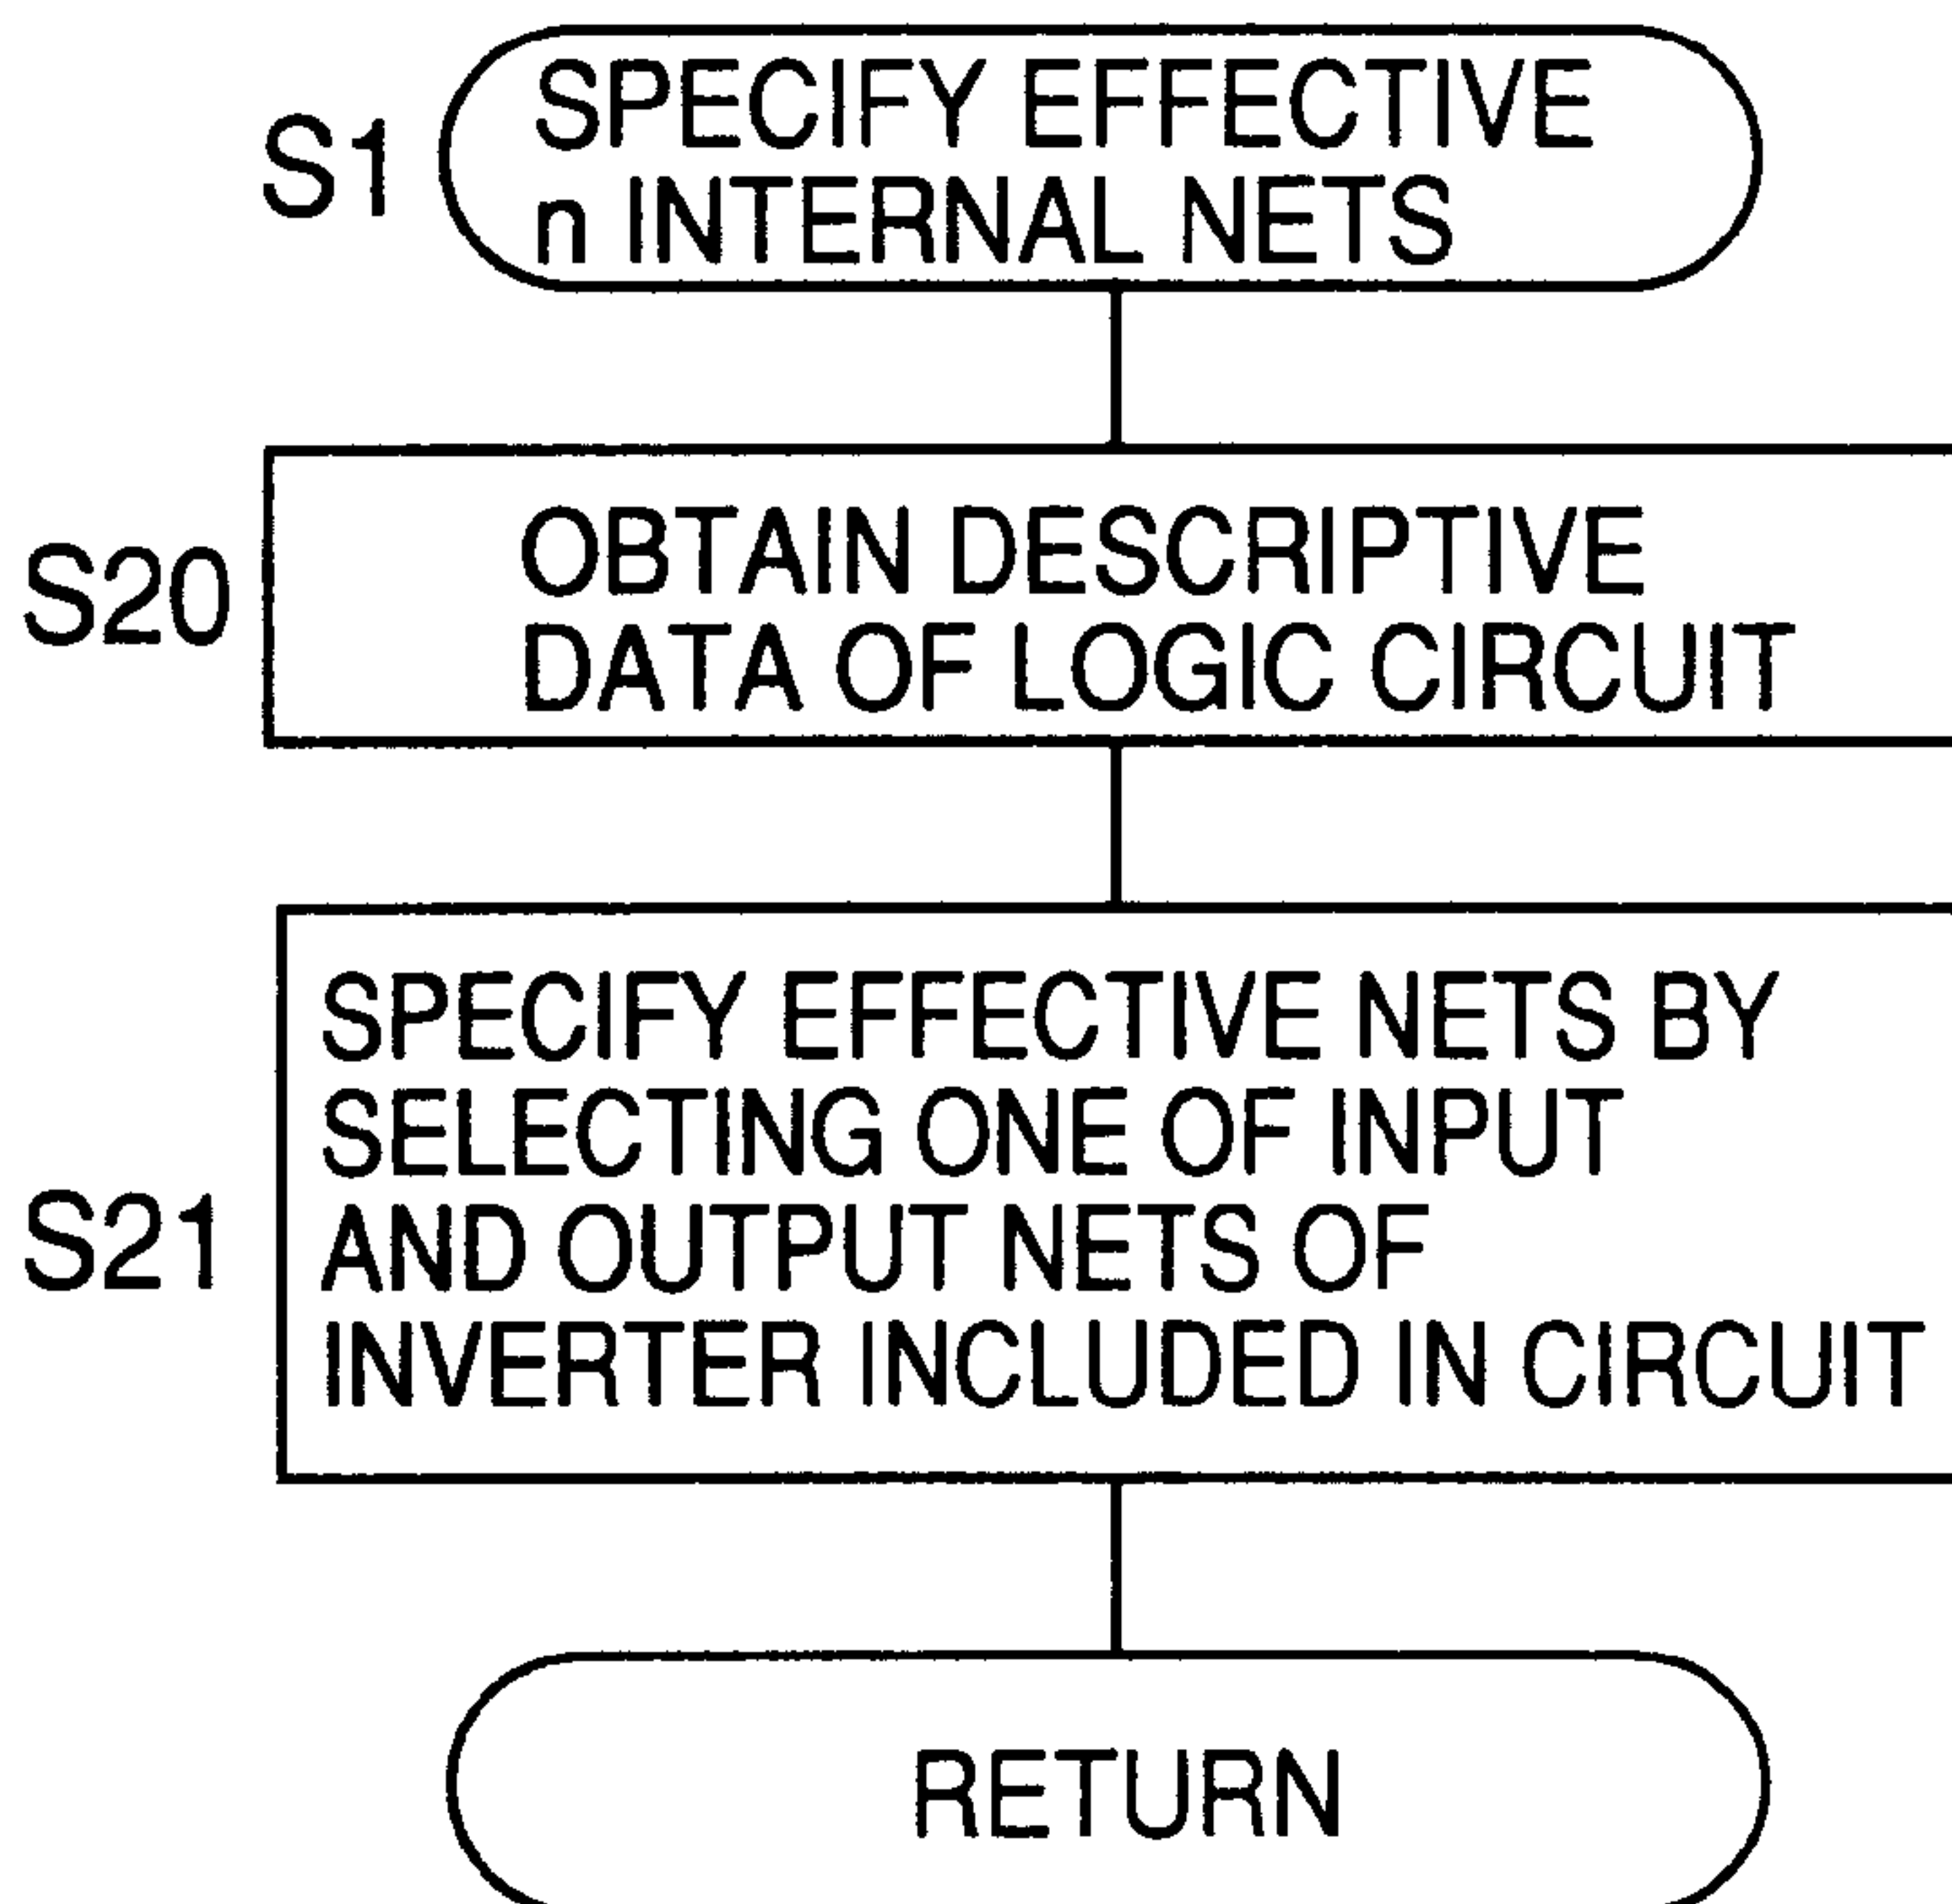 S1
SPECIFY EFFECTIVE
n INTERNAL NETS
S20
OBTAIN DESCRIPTIVE
DATA OF LOGIC CIRCUIT
S21
SPECIFY EFFECTIVE NETS BY
SELECTING ONE OF INPUT
AND OUTPUT NETS OF
INVERTER INCLUDED IN CIRCUIT
RETURN